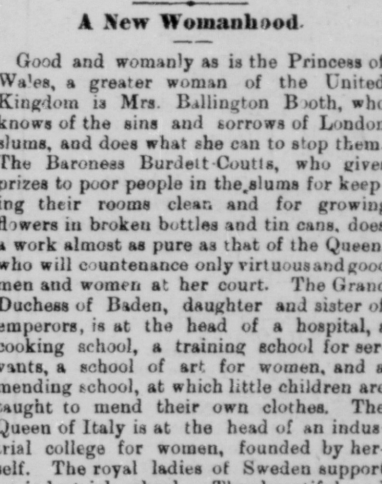 A New Womanhood.
Good and womanly as is the Princess of
Wales, a greater woman of the United
Kingdom is Mrs. Ballington Booth, who
knows of the sins and sorrows of London
slums, and does what she can to stop them.
The Baroness Burdett-Coutts, who gives
prizes to poor people in the slums for keep-
ing their rooms clean and for growing
flowers in broken bottles and tin cans, does
a work almost as pure as that of the Queen,
who will countenance only virtuous and good
men and women at her court. The Grand
Duchess of Baden, daughter and sister of
emperors, is at the head of a hospital, a
cooking school, a training school for ser-
vants, a school of art for women, and a
mending school, at which little children are
taught to mend their own clothes. The
Queen of Italy is at the head of an indus-
trial college for women, founded by her-
self. The royal ladies of Sweden support